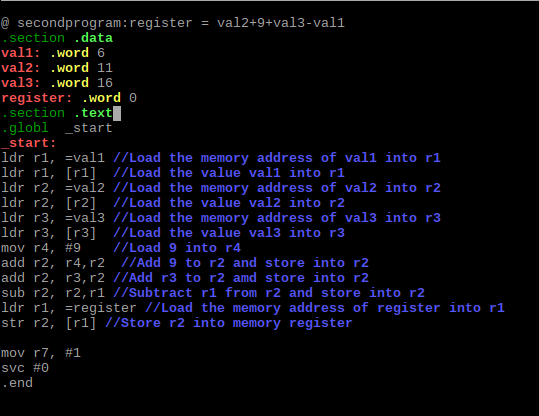 @ secondprogram:register = val2+9+val3-val1
.section .data
val1: .word 6
val2: .word 11
val3: .word 16
register: .word 0
.section .text
.globl  _start
_start:
ldr r1, =val1 //Load the memory address of val1 into r1
ldr r1, [r1]  //Load the value val1 into r1
ldr r2, =val2 //Load the memory address of val2 into r2
ldr r2, [r2]  //Load the value val2 into r2
ldr r3, =val3 //Load the memory address of val3 into r3
ldr r3, [r3]  //Load the value val3 into r3
mov r4, #9    //Load 9 into r4
add r2, r4,r2  //Add 9 to r2 and store into r2
add r2, r3,r2 //Add r3 to r2 amd store into r2
sub r2, r2,r1 //Subtract r1 from r2 and store into r2
ldr r1, =register //Load the memory address of register into r1
str r2, [r1] //Store r2 into memory register
mov r7, #1
svc #0
.end